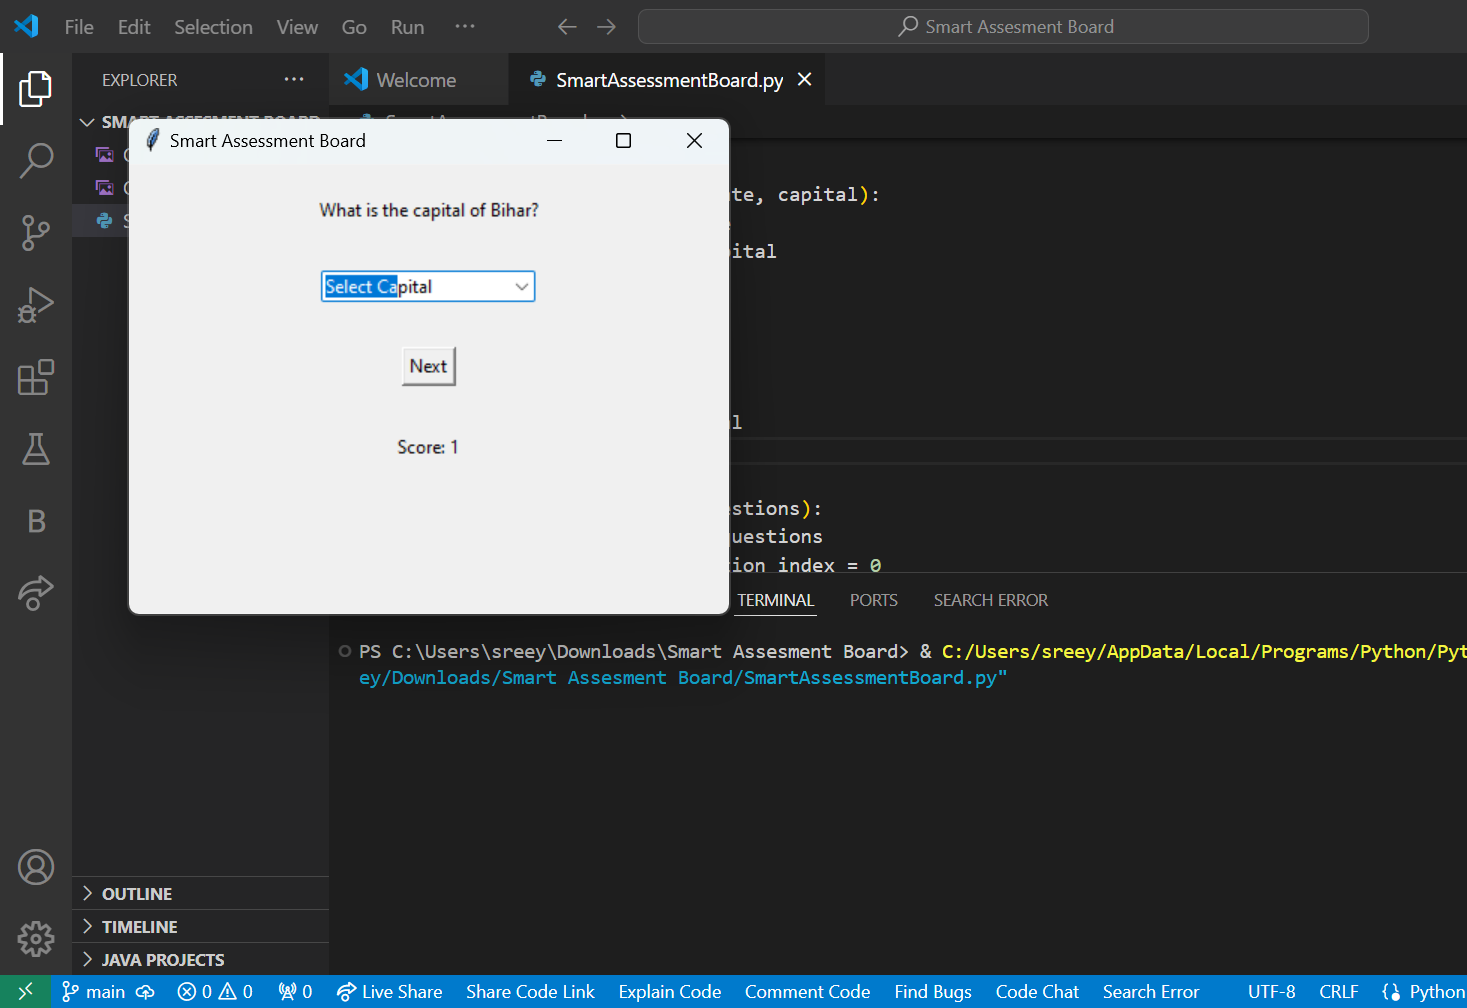 File Edit Selection View Go Run ···
Smart Assesment Board
EXPLORER ···
Welcome
SmartAssessmentBoard.py
Smart Assessment Board
What is the capital of Bihar?
Select Capital
Next
Score: 1
te, capital):
ital
l
stions):
uestions
ion index = 0
TERMINAL PORTS SEARCH ERROR
PS C:\Users\sreey\Downloads\Smart Assesment Board> & C:/Users/sreey/AppData/Local/Programs/Python/Pyt
ey/Downloads/Smart Assesment Board/SmartAssessmentBoard.py"
OUTLINE
TIMELINE
JAVA PROJECTS
main 0 0 0 Live Share Share Code Link Explain Code Comment Code Find Bugs Code Chat Search Error UTF-8 CRLF Python